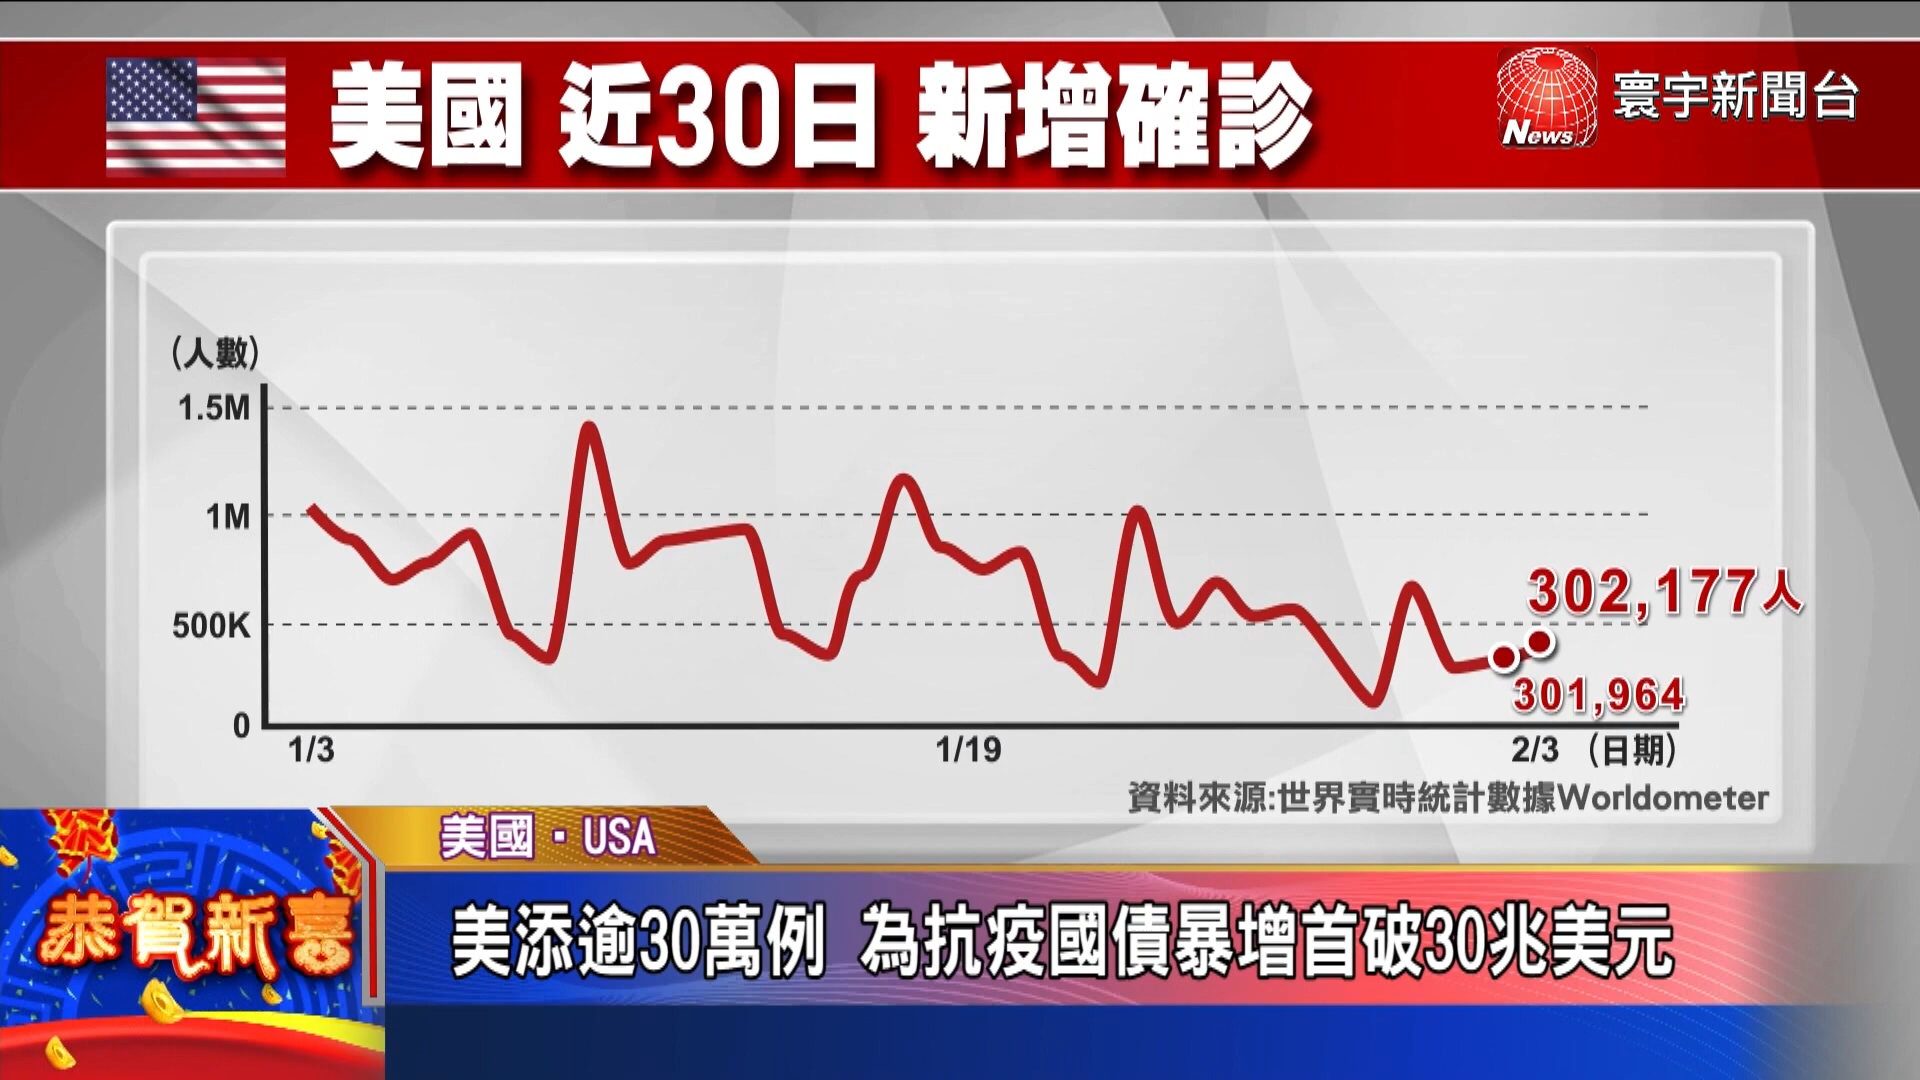 美國 近30日 新增確診
News
寰宇新聞台
(人數)
1.5M
1M
500K
0
302,177人
301,964
1/3
1/19
2/3
(日期)
資料來源:世界實時統計數據Worldometer
美國·USA
恭賀新喜
美添逾30萬例 為抗疫國債暴增首破30兆美元